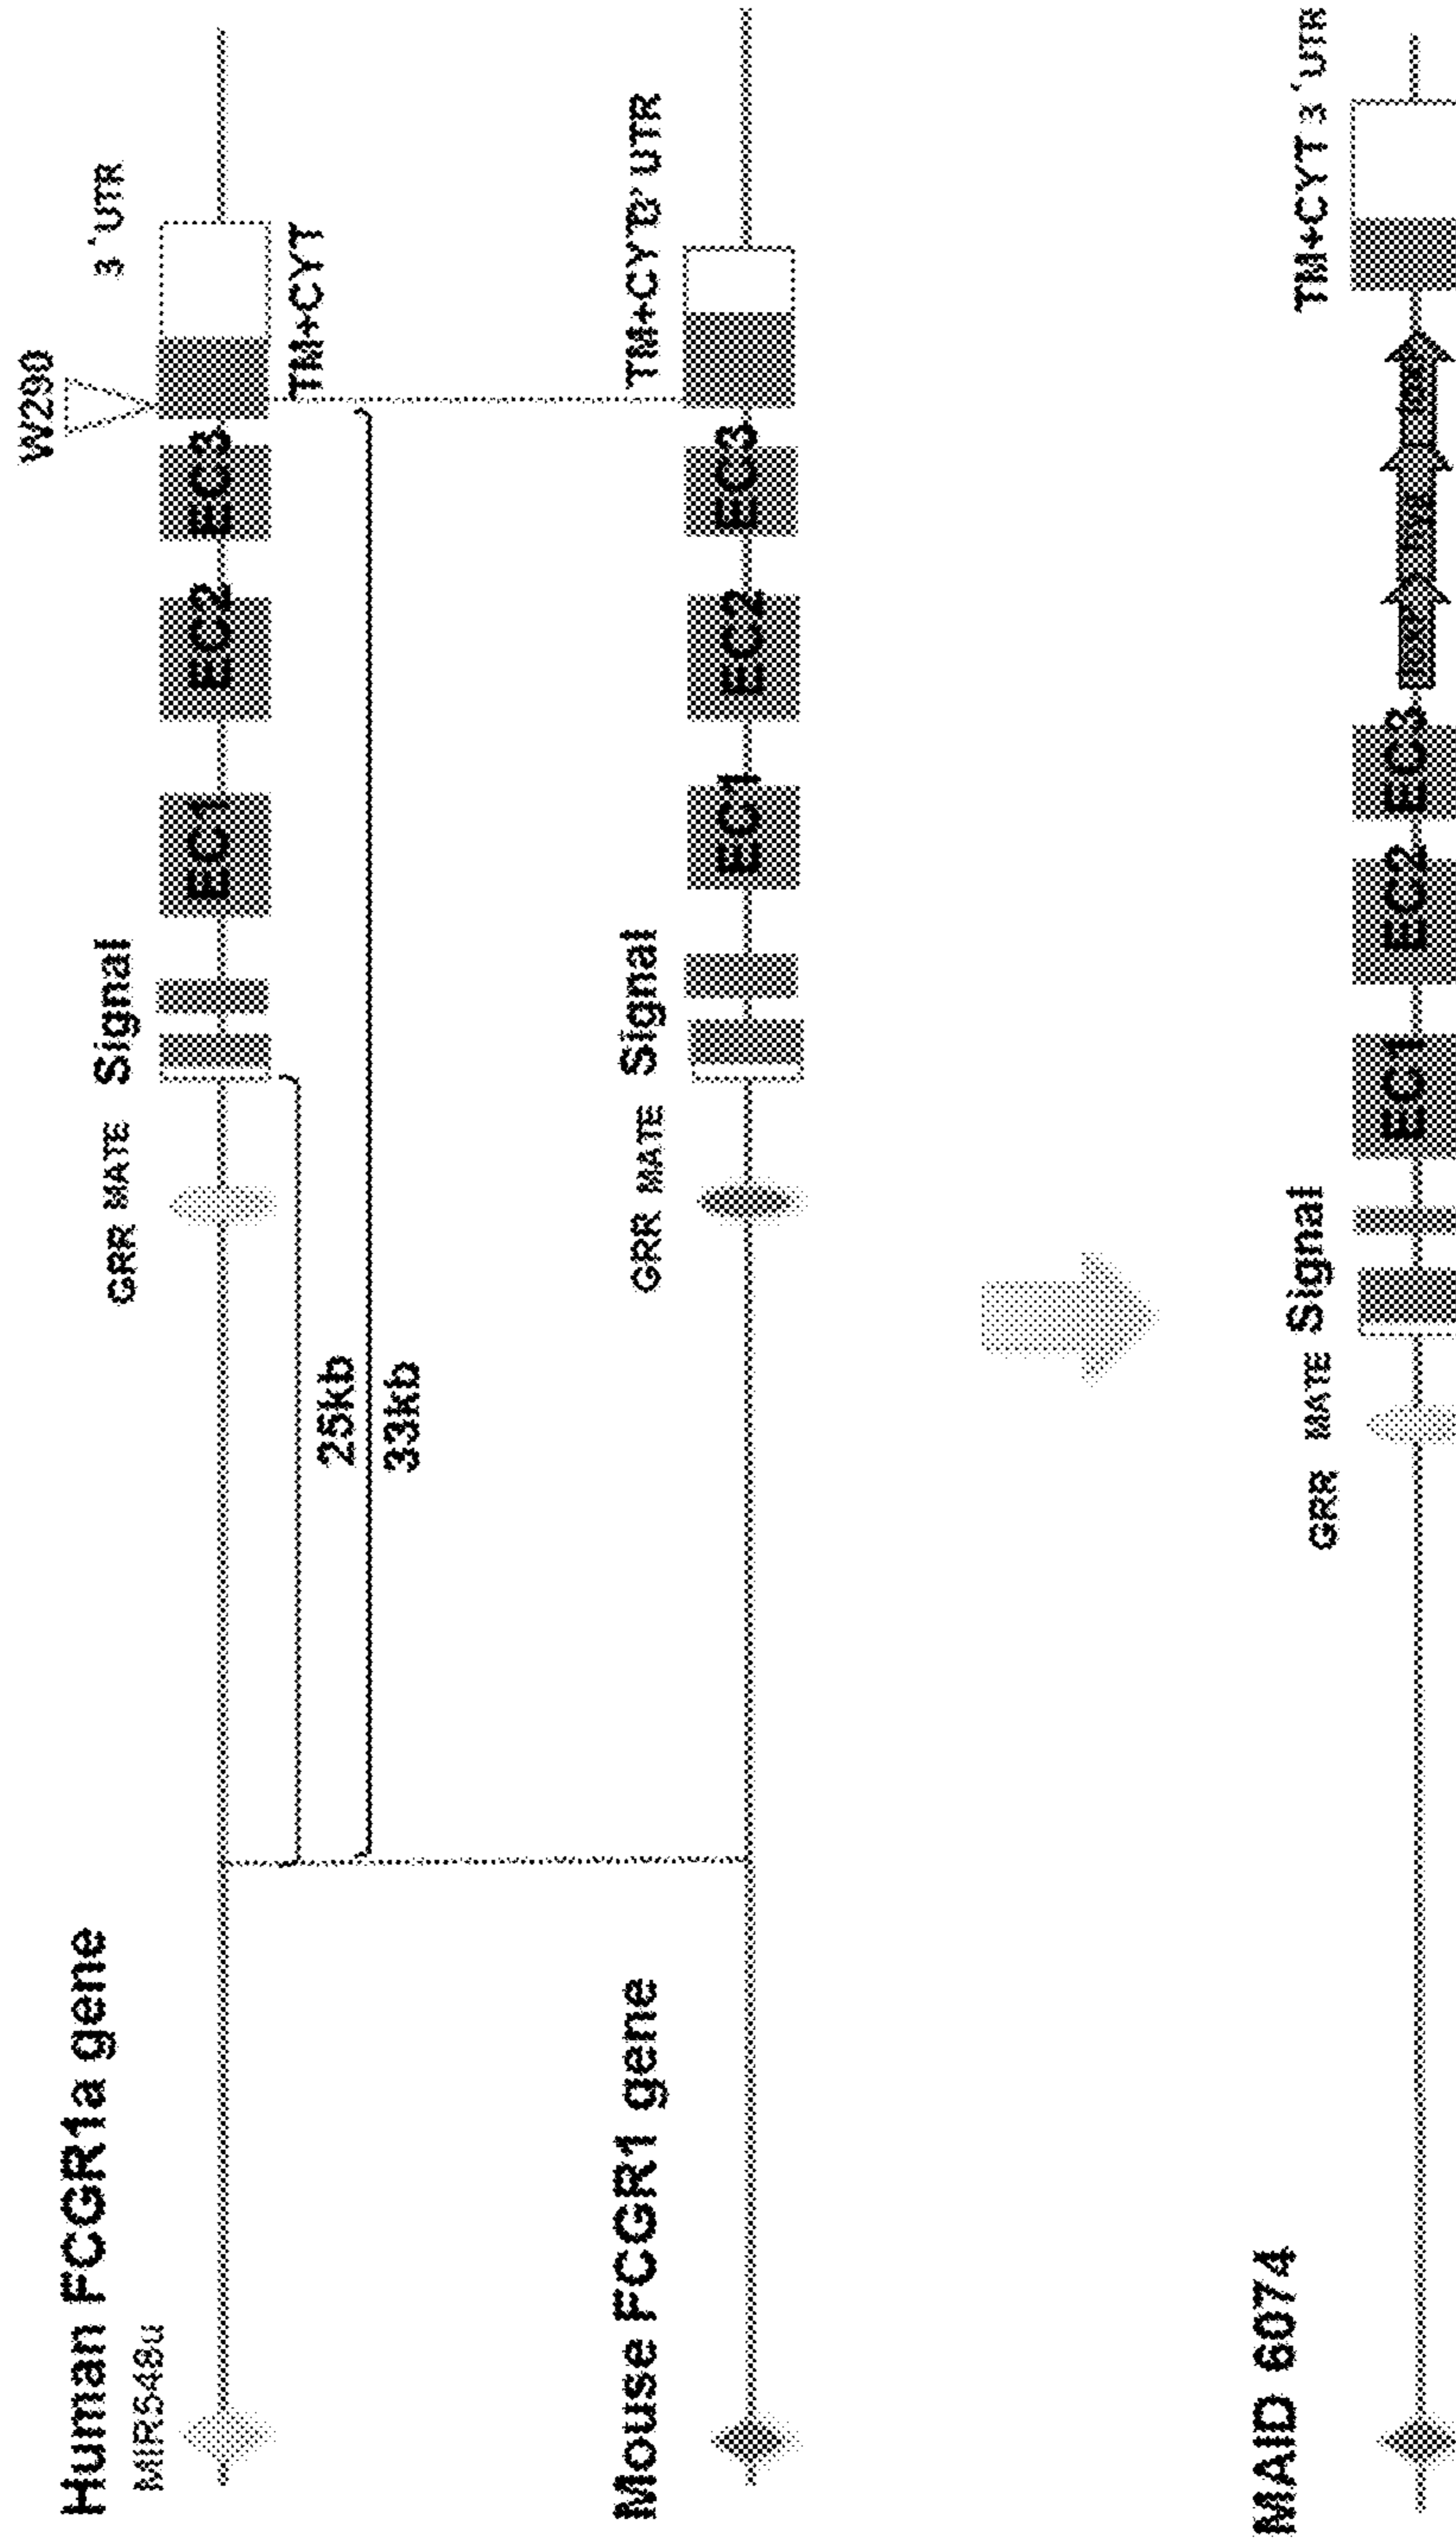 Human FCGR1a gene
MIR548u
GRR MATE Signal
W290
3 'UTR
EC1 EC2 EC3
TM+CYT
25kb
33kb
Mouse FCGR1 gene
GRR MATE Signal
TM+CYT3' UTR
EC1 EC2 EC3
MAID 6074
GRR MATE Signal
TM+CYT 3 'UTR
EC1 EC2 EC3